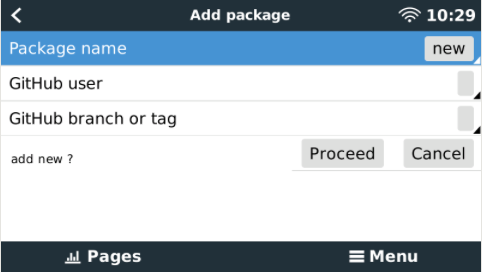 Add package 10:29
Package name new
GitHub user
GitHub branch or tag
add new ? Proceed Cancel
Pages Menu